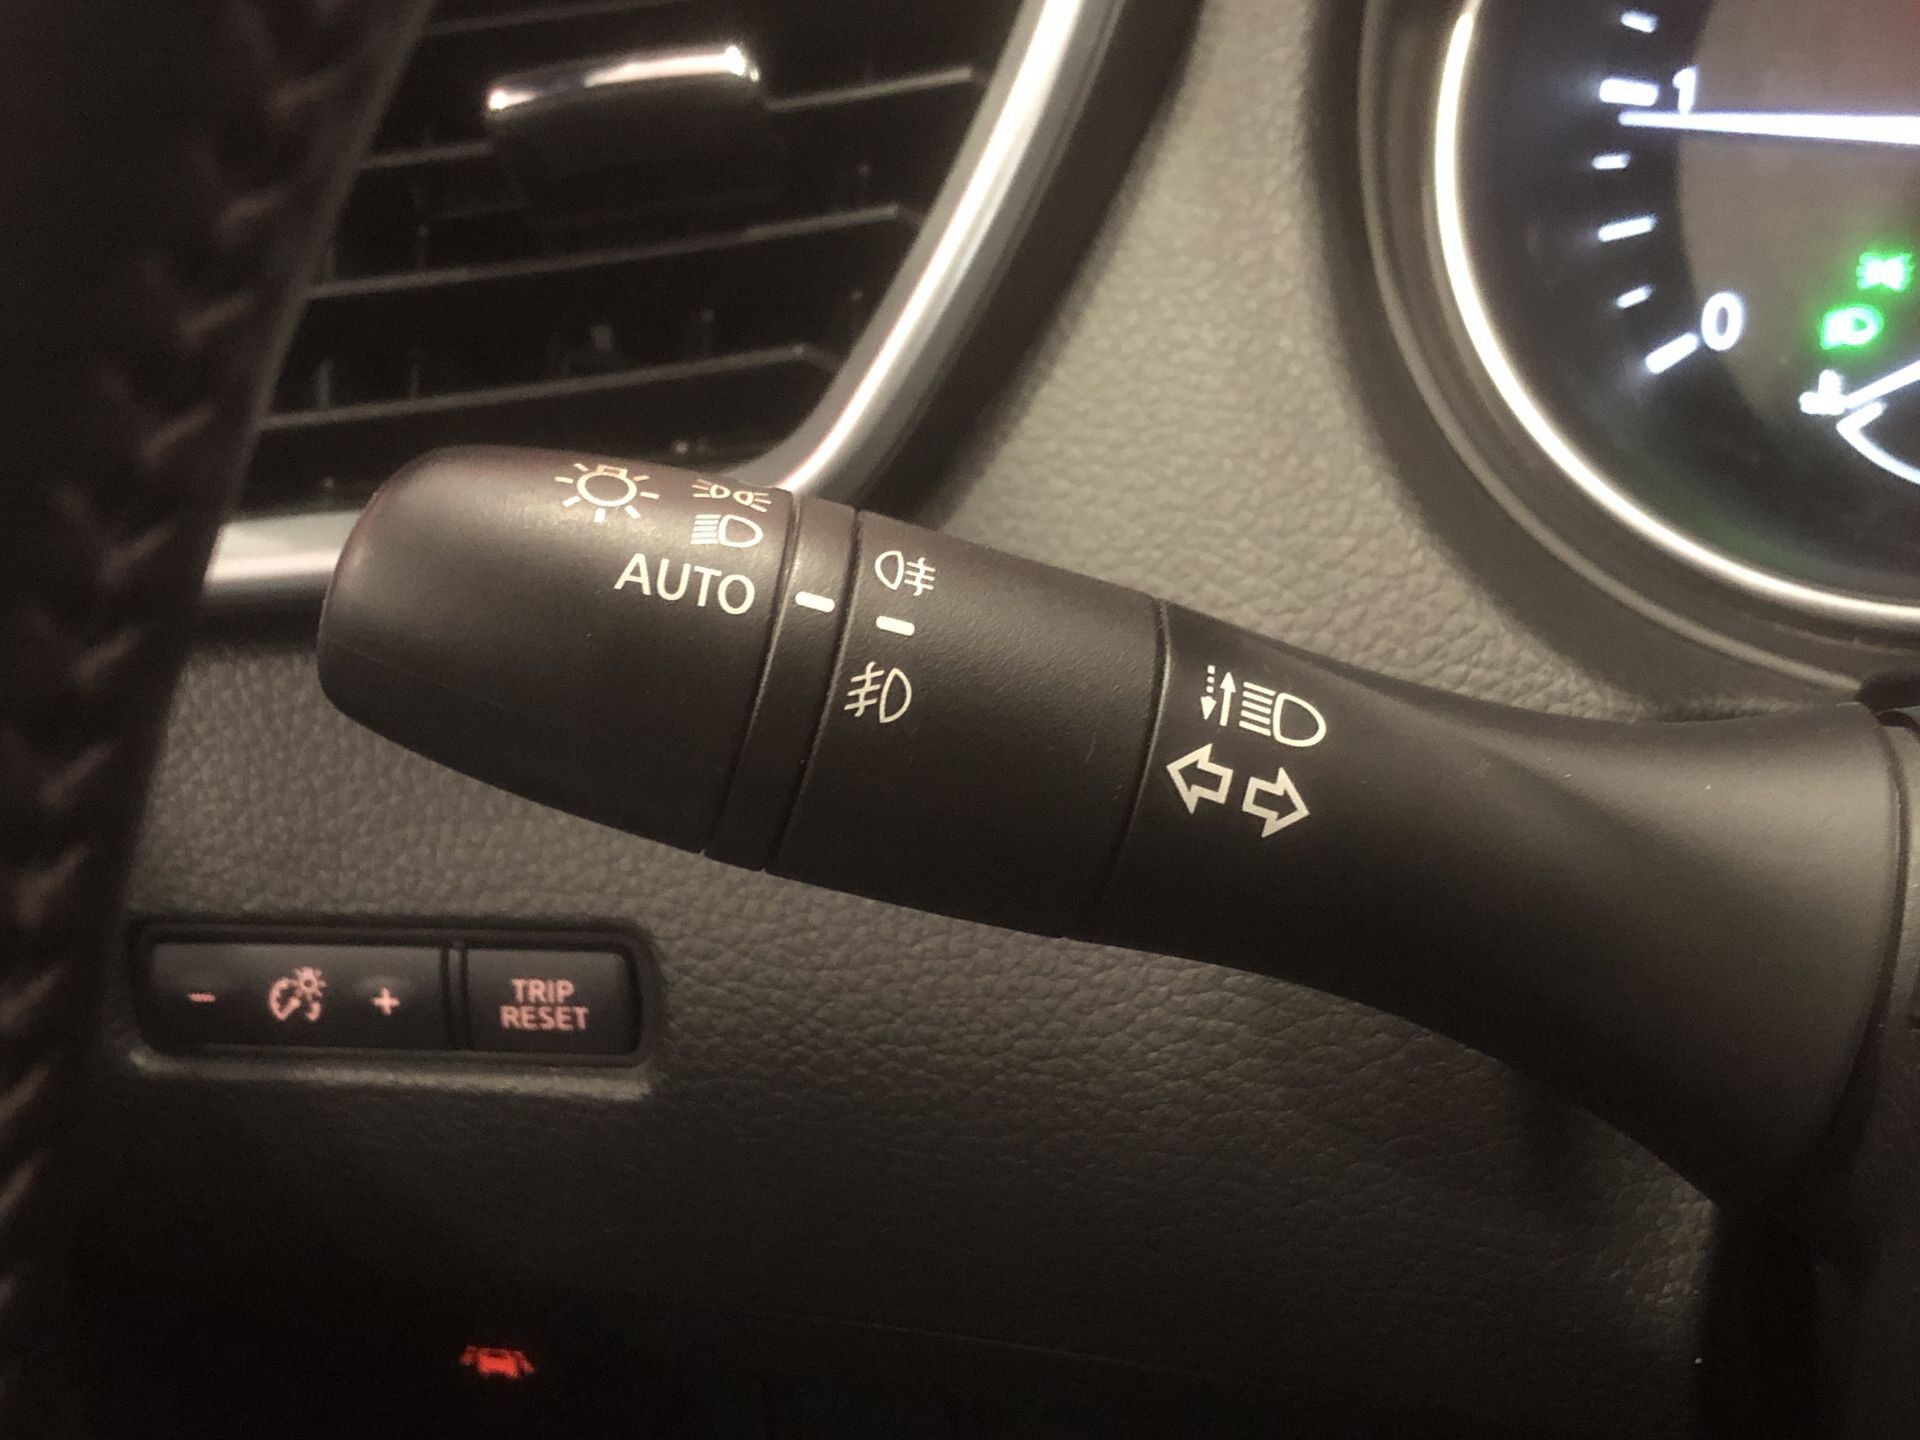 1
0
AUTO
- +
TRIP
RESET